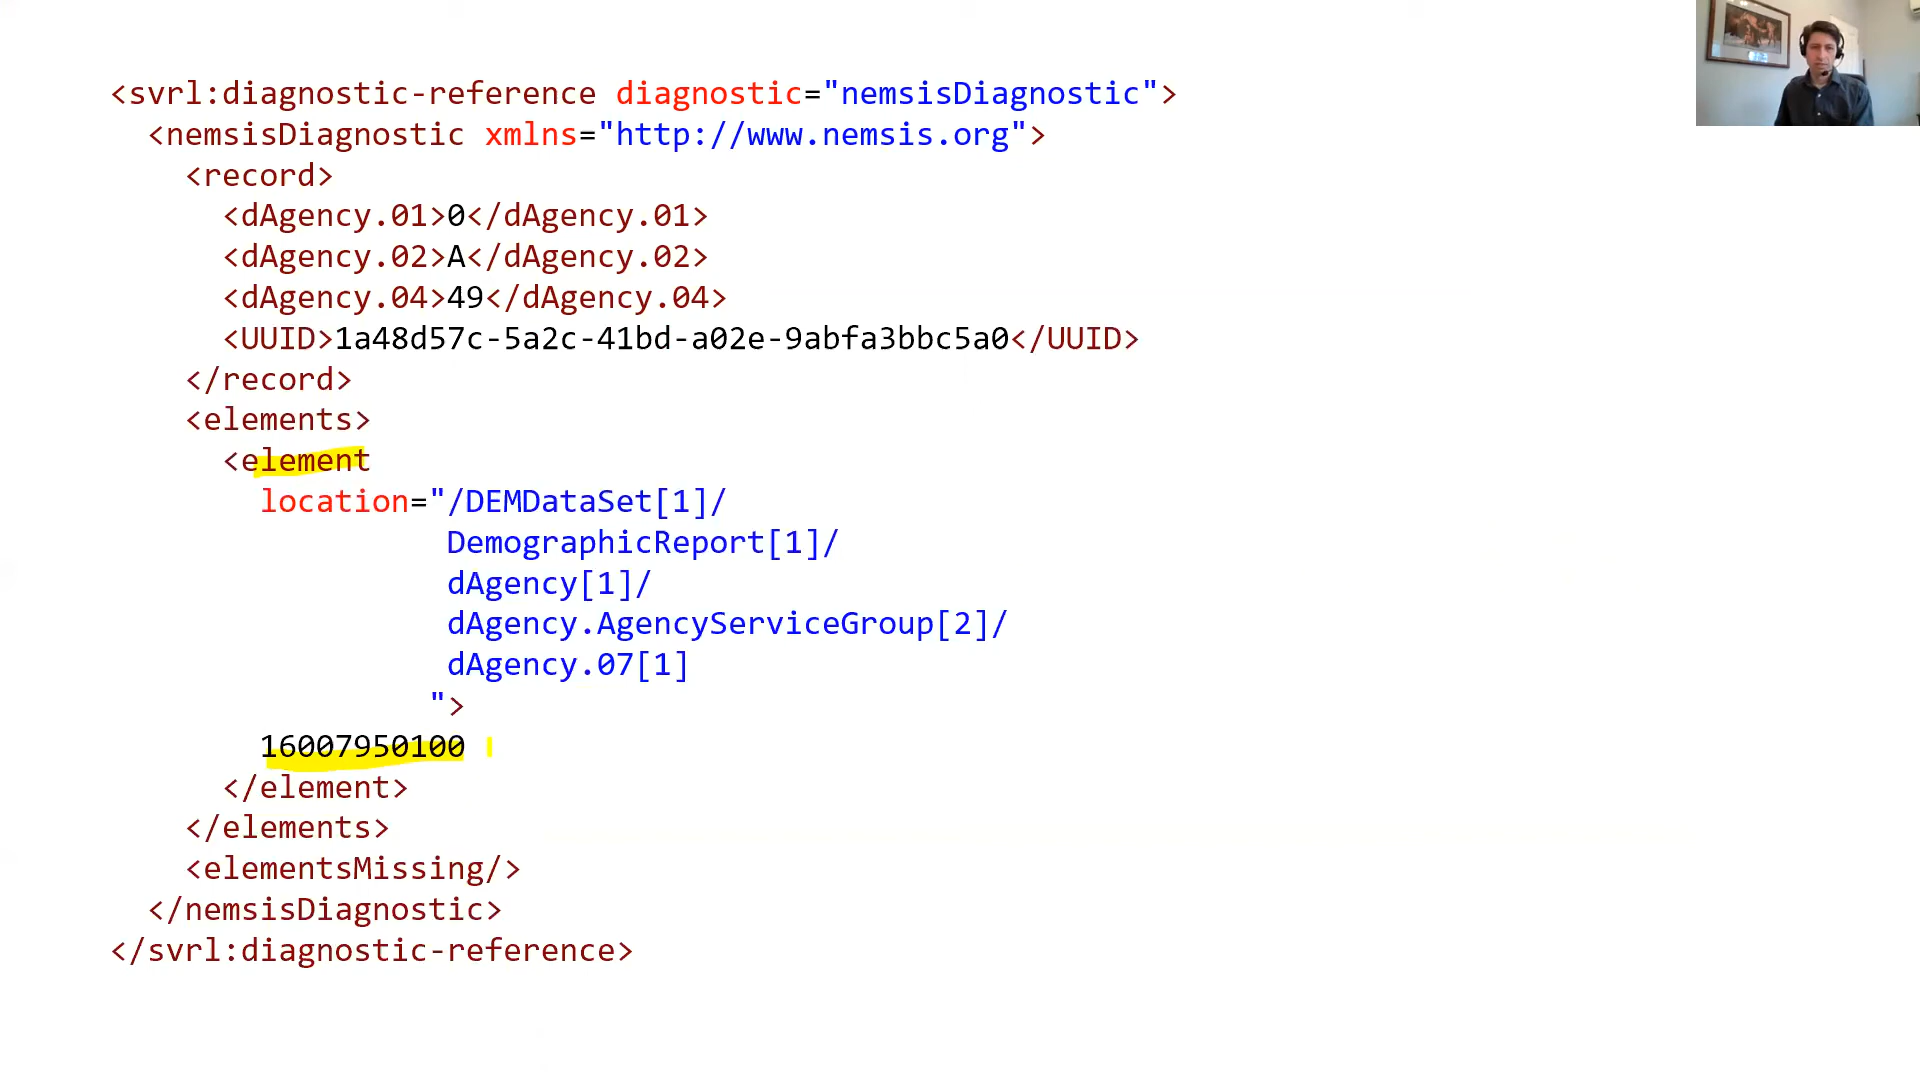 <svrl:diagnostic-reference diagnostic="nemsisDiagnostic">
<nemsisDiagnostic xmlns="http://www.nemsis.org">
<record>
<dAgency.01>0</dAgency.01>
<dAgency.02>A</dAgency.02>
<dAgency.04>49</dAgency.04>
<UUID>1a48d57c-5a2c-41bd-a02e-9abfa3bbc5a0</UUID>
</record>
<elements>
<element
location="/DEMDataSet[1]/
DemographicReport[1]/
dAgency[1]/
dAgency.AgencyServiceGroup[2]/
dAgency.07[1]
">
16007950100
</element>
</elements>
<elementsMissing/>
</nemsisDiagnostic>
</svrl:diagnostic-reference>